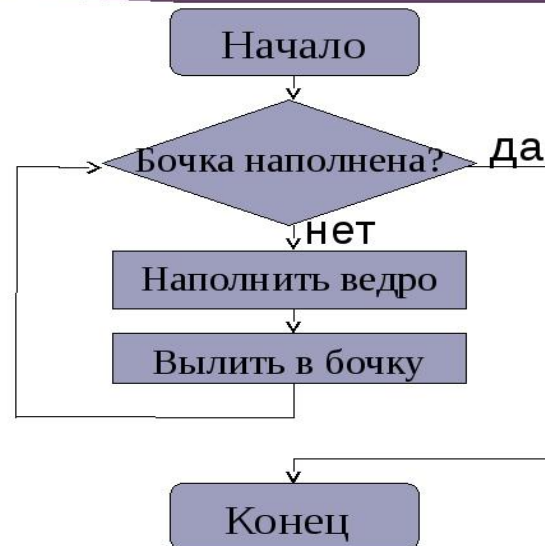 Начало
Бочка наполнена?
да
нет
Наполнить ведро
Вылить в бочку
Конец